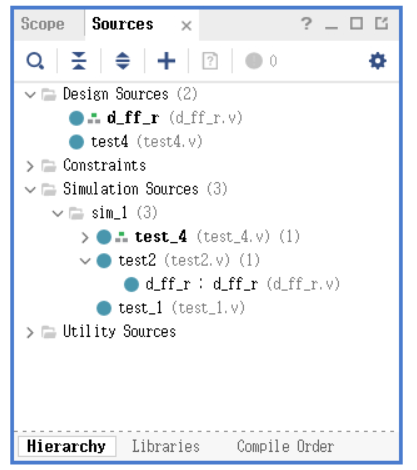 Scope Sources × ? _ □
0
Design Sources (2)
d_ff_r (d_ff_r.v)
test4 (test4.v)
Constraints
Simulation Sources (3)
sim_1 (3)
test_4 (test_4.v) (1)
test2 (test2.v) (1)
d_ff_r : d_ff_r (d_ff_r.v)
test_1 (test_1.v)
Utility Sources
Hierarchy Libraries Compile Order